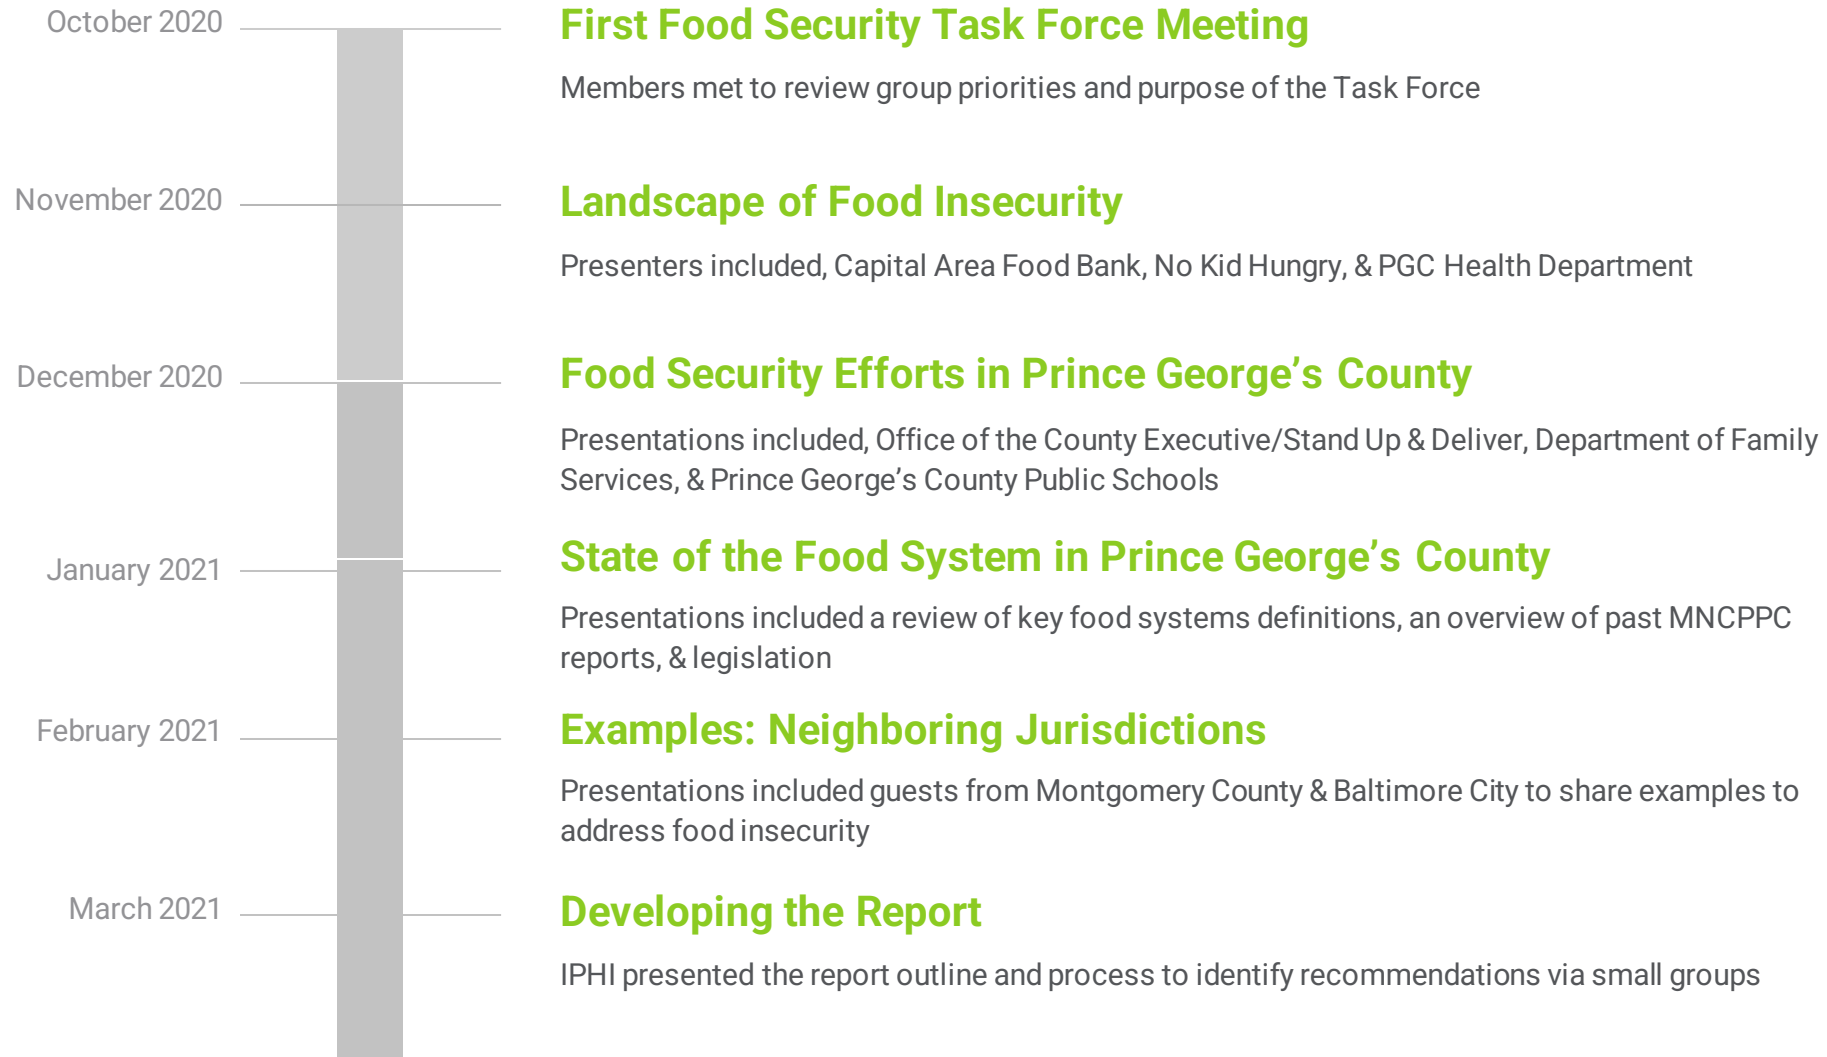 October 2020
First Food Security Task Force Meeting
Members met to review group priorities and purpose of the Task Force
November 2020
Landscape of Food Insecurity
Presenters included, Capital Area Food Bank, No Kid Hungry, & PGC Health Department
December 2020
Food Security Efforts in Prince George’s County
Presentations included, Office of the County Executive/Stand Up & Deliver, Department of Family
Services, & Prince George’s County Public Schools
January 2021
State of the Food System in Prince George’s County
Presentations included a review of key food systems definitions, an overview of past MNCPPC
reports, & legislation
February 2021
Examples: Neighboring Jurisdictions
Presentations included guests from Montgomery County & Baltimore City to share examples to
address food insecurity
March 2021
Developing the Report
IPHI presented the report outline and process to identify recommendations via small groups